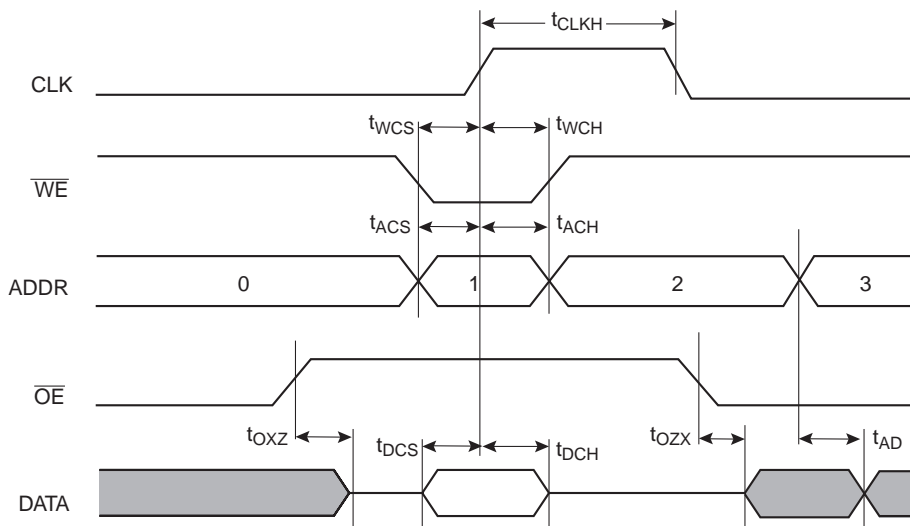 tCLKH
CLK
tWCS tWCH
WE
tACS tACH
ADDR 0 1 2 3
OE
tOXZ tDCS tDCH tOZX tAD
DATA